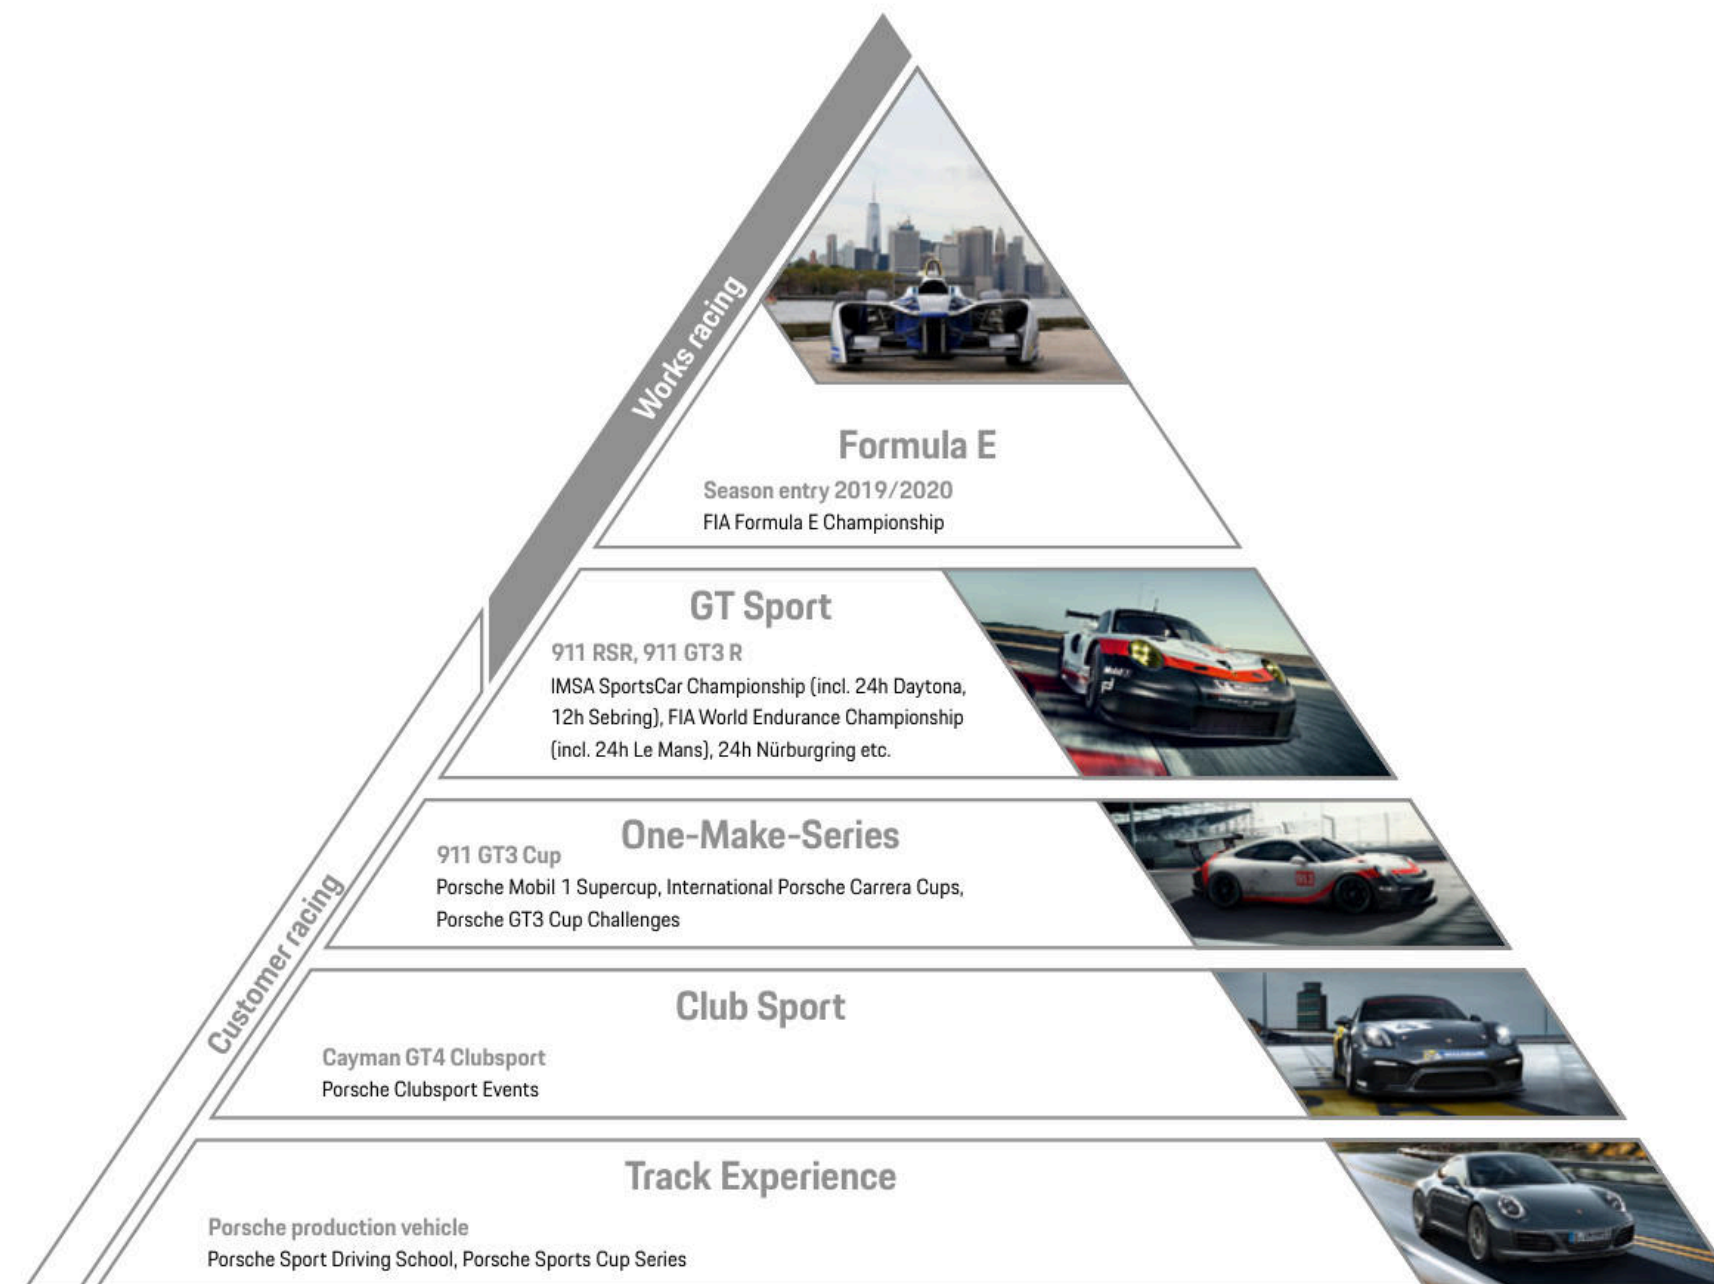 Works racing
Formula E
Season entry 2019/2020
FIA Formula E Championship
GT Sport
911 RSR, 911 GT3 R
IMSA SportsCar Championship (incl. 24h Daytona,
12h Sebring), FIA World Endurance Championship
(incl. 24h Le Mans), 24h Nürburgring etc.
Customer racing
One-Make-Series
911 GT3 Cup
Porsche Mobil 1 Supercup, International Porsche Carrera Cups,
Porsche GT3 Cup Challenges
Club Sport
Cayman GT4 Clubsport
Porsche Clubsport Events
Track Experience
Porsche production vehicle
Porsche Sport Driving School, Porsche Sports Cup Series